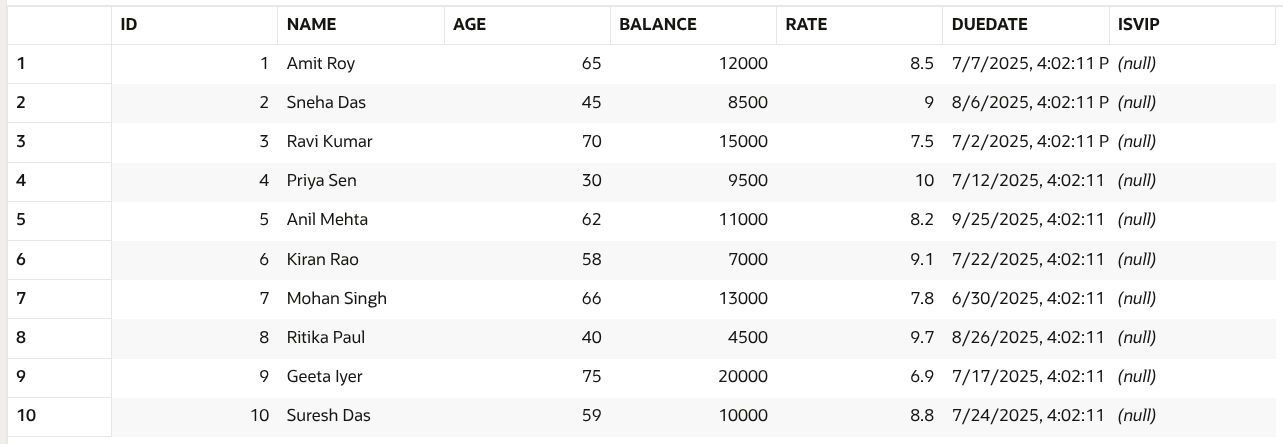 ID NAME AGE BALANCE RATE DUEDATE ISVIP
1 1 Amit Roy 65 12000 8.5 7/7/2025, 4:02:11 P (null)
2 2 Sneha Das 45 8500 9 8/6/2025, 4:02:11 P (null)
3 3 Ravi Kumar 70 15000 7.5 7/2/2025, 4:02:11 P (null)
4 4 Priya Sen 30 9500 10 7/12/2025, 4:02:11 (null)
5 5 Anil Mehta 62 11000 8.2 9/25/2025, 4:02:11 (null)
6 6 Kiran Rao 58 7000 9.1 7/22/2025, 4:02:11 (null)
7 7 Mohan Singh 66 13000 7.8 6/30/2025, 4:02:11 (null)
8 8 Ritika Paul 40 4500 9.7 8/26/2025, 4:02:11 (null)
9 9 Geeta Iyer 75 20000 6.9 7/17/2025, 4:02:11 (null)
10 10 Suresh Das 59 10000 8.8 7/24/2025, 4:02:11 (null)